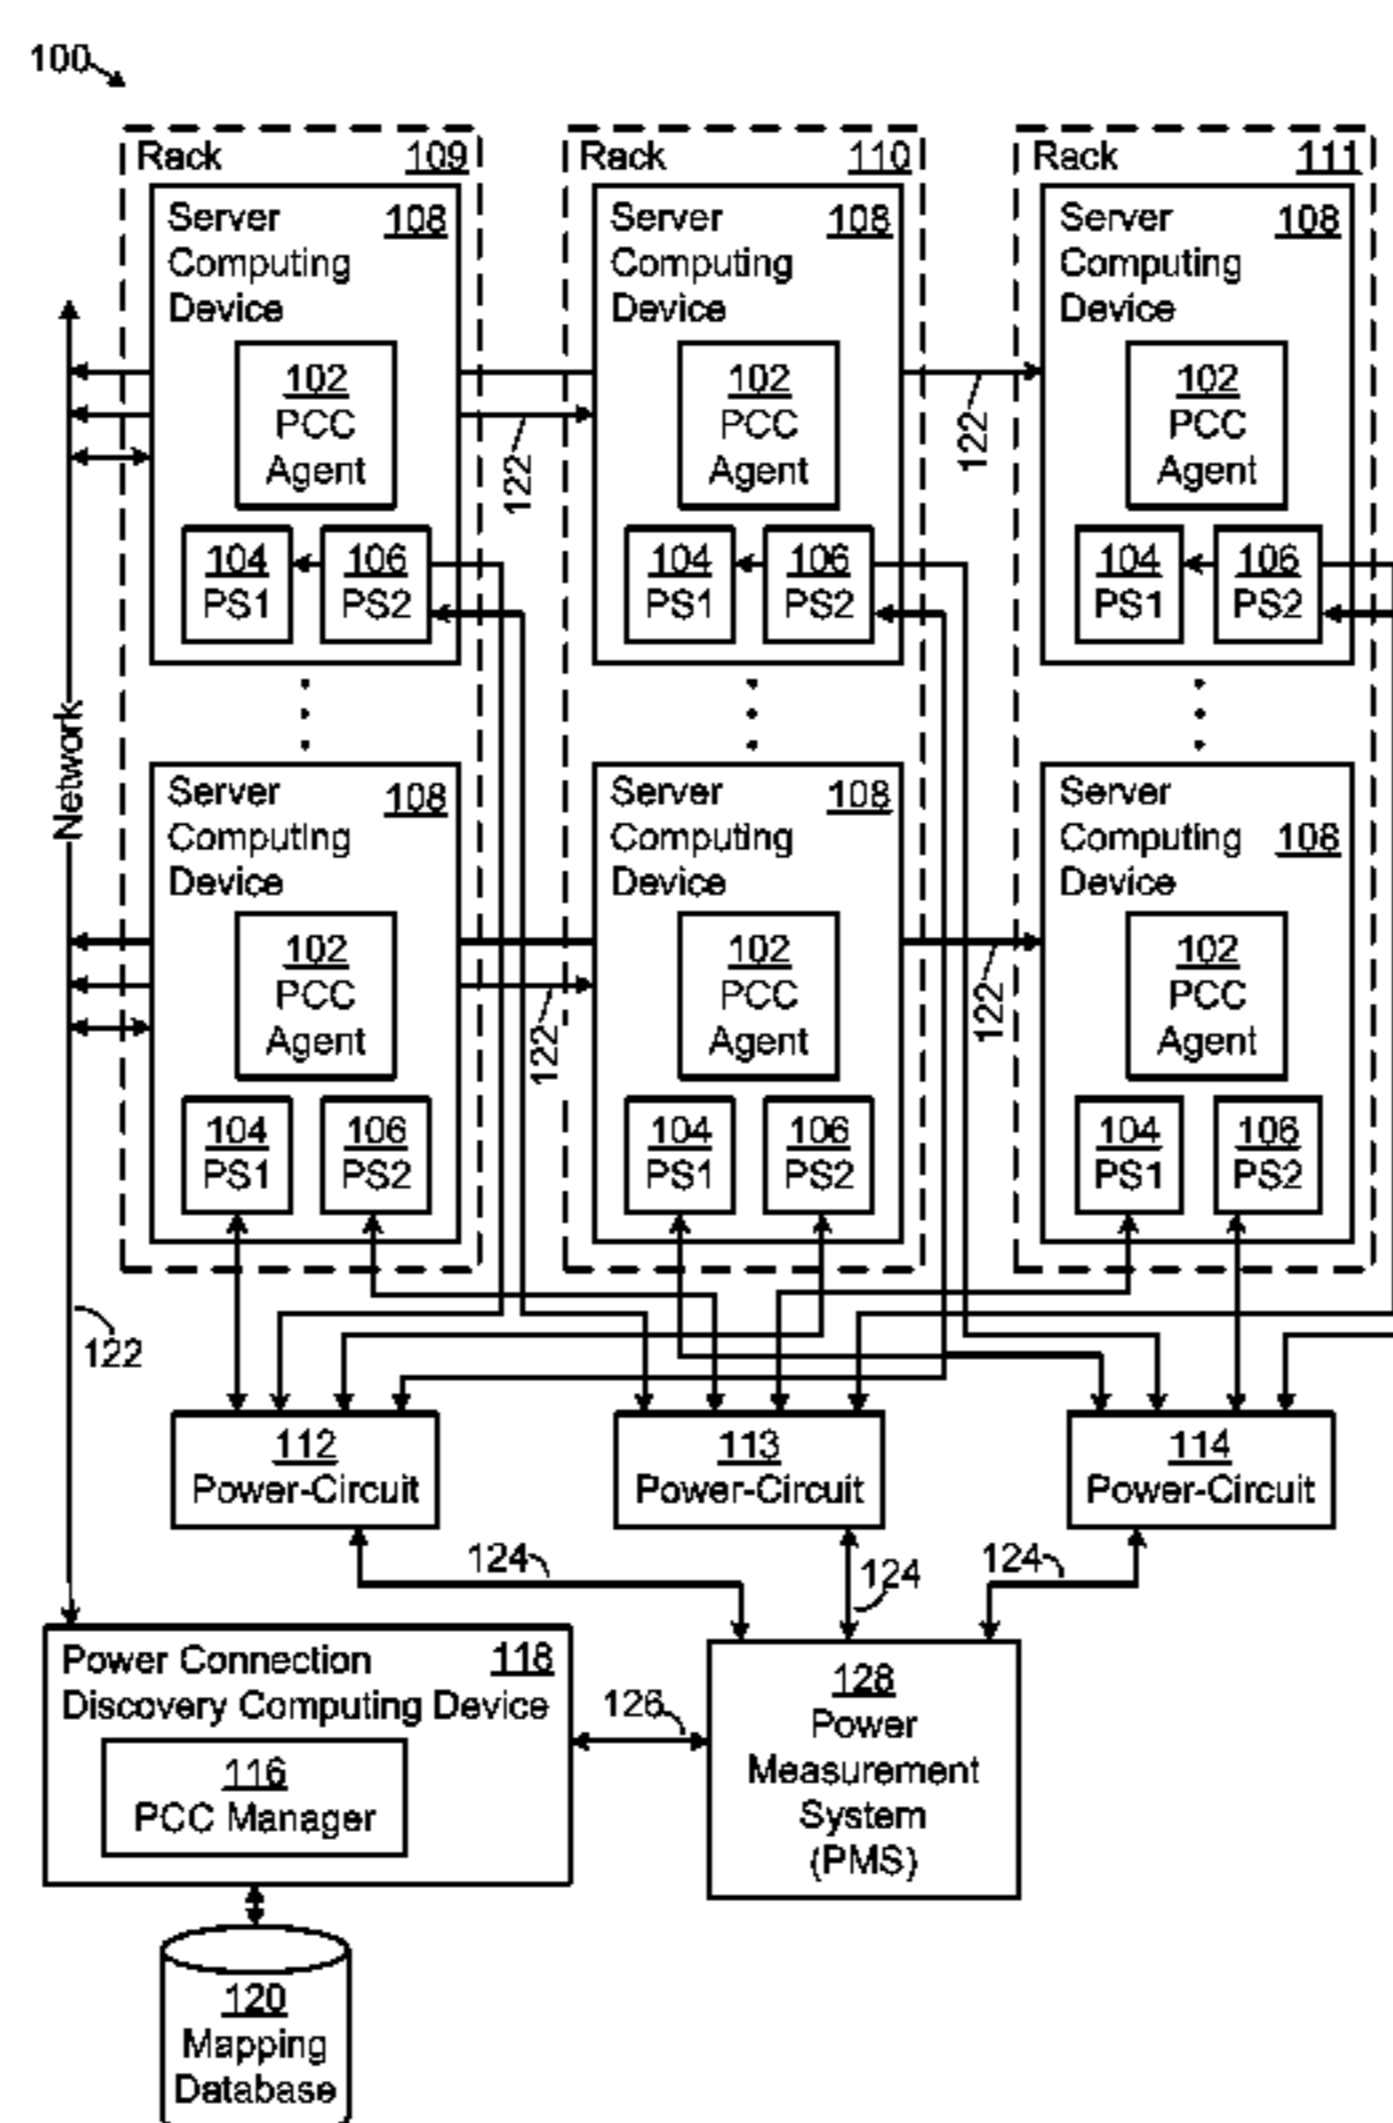 100
Rack 109
Server 108
Computing
Device
102
PCC
Agent
104
PS1
106
PS2
Server 108
Computing
Device
102
PCC
Agent
104
PS1
106
PS2
Rack 110
Server 108
Computing
Device
102
PCC
Agent
104
PS1
106
PS2
Server 108
Computing
Device
102
PCC
Agent
104
PS1
106
PS2
Rack 111
Server 108
Computing
Device
102
PCC
Agent
104
PS1
106
PS2
Server
Computing 108
Device
102
PCC
Agent
104
PS1
106
PS2
Network
122
122
122
122
122
112
Power-Circuit
113
Power-Circuit
114
Power-Circuit
124
124
124
Power Connection 118
Discovery Computing Device
116
PCC Manager
126
128
Power
Measurement
System
(PMS)
120
Mapping
Database